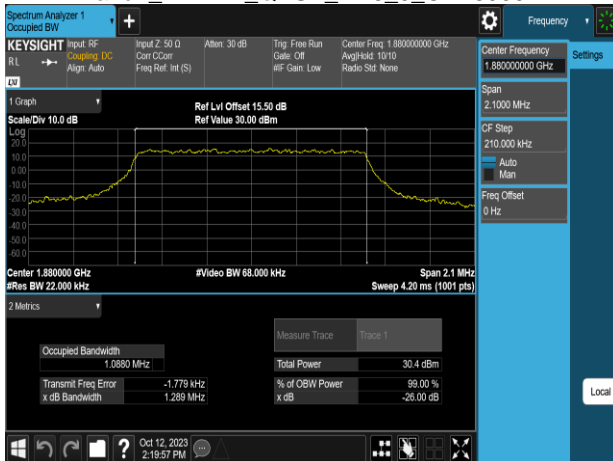 Spectrum Analyzer 1
Occupied BW
Frequency
KEYSIGHT
RL
Input: RF
Coupling: DC
Align: Auto
Input Z: 50 Ω
Corr CCorr
Freq Ref: Int (S)
Atten: 30 dB
Trig: Free Run
Gate: Off
#IF Gain: Low
Center Freq: 1.880000000 GHz
Avg|Hold: 10/10
Radio Std: None
LXI
Center Frequency
1.880000000 GHz
Settings
Span
2.1000 MHz
CF Step
210.000 kHz
Auto
Man
Freq Offset
0 Hz
Local
1 Graph
Scale/Div 10.0 dB
Ref Lvl Offset 15.50 dB
Ref Value 30.00 dBm
Log
20.0
10.0
0.00
-10.0
-20.0
-30.0
-40.0
-50.0
-60.0
Center 1.880000 GHz
#Video BW 68.000 kHz
Span 2.1 MHz
#Res BW 22.000 kHz
Sweep 4.20 ms (1001 pts)
2 Metrics
Measure Trace
Trace 1
Occupied Bandwidth
1.0880 MHz
Total Power
30.4 dBm
Transmit Freq Error
-1.779 kHz
% of OBW Power
99.00 %
x dB Bandwidth
1.289 MHz
x dB
-26.00 dB
Oct 12, 2023
2:19:57 PM